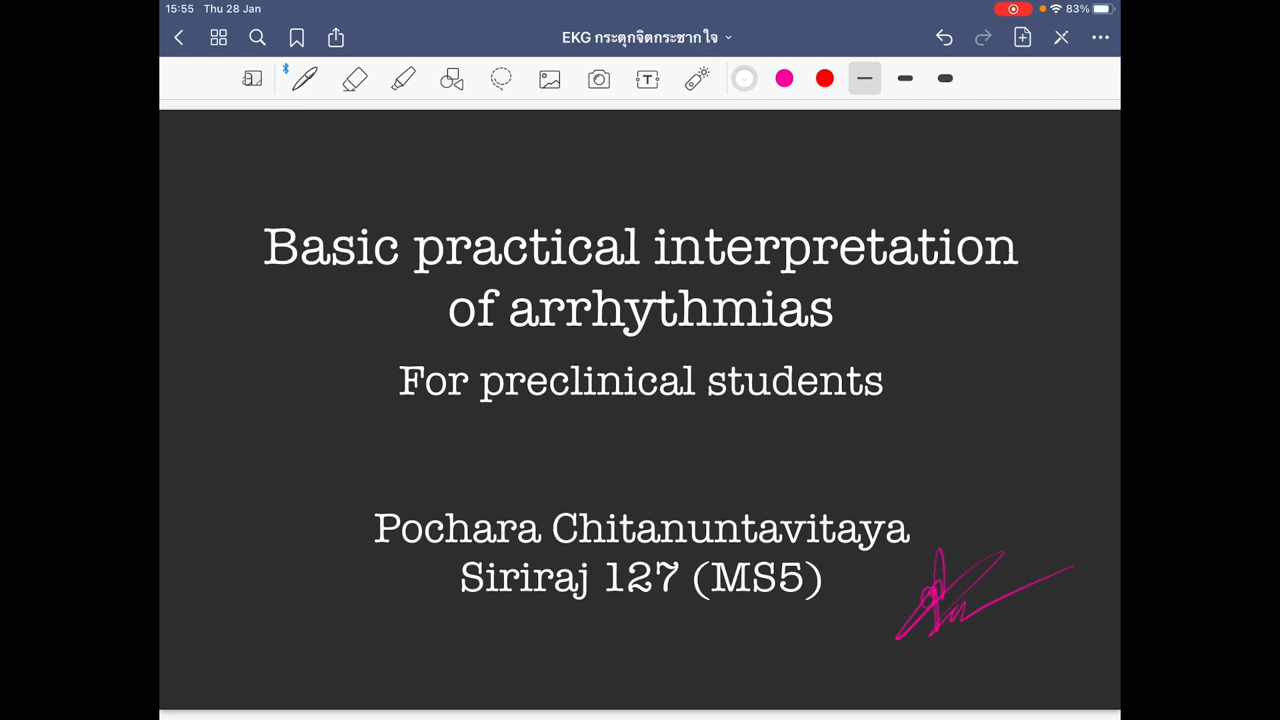 15:55 Thu 28 Jan 83%
EKG กระตุกจิตกระชากใจ
T
Basic practical interpretation
of arrhythmias
For preclinical students
Pochara Chitanuntavitaya
Siriraj 127 (MS5)